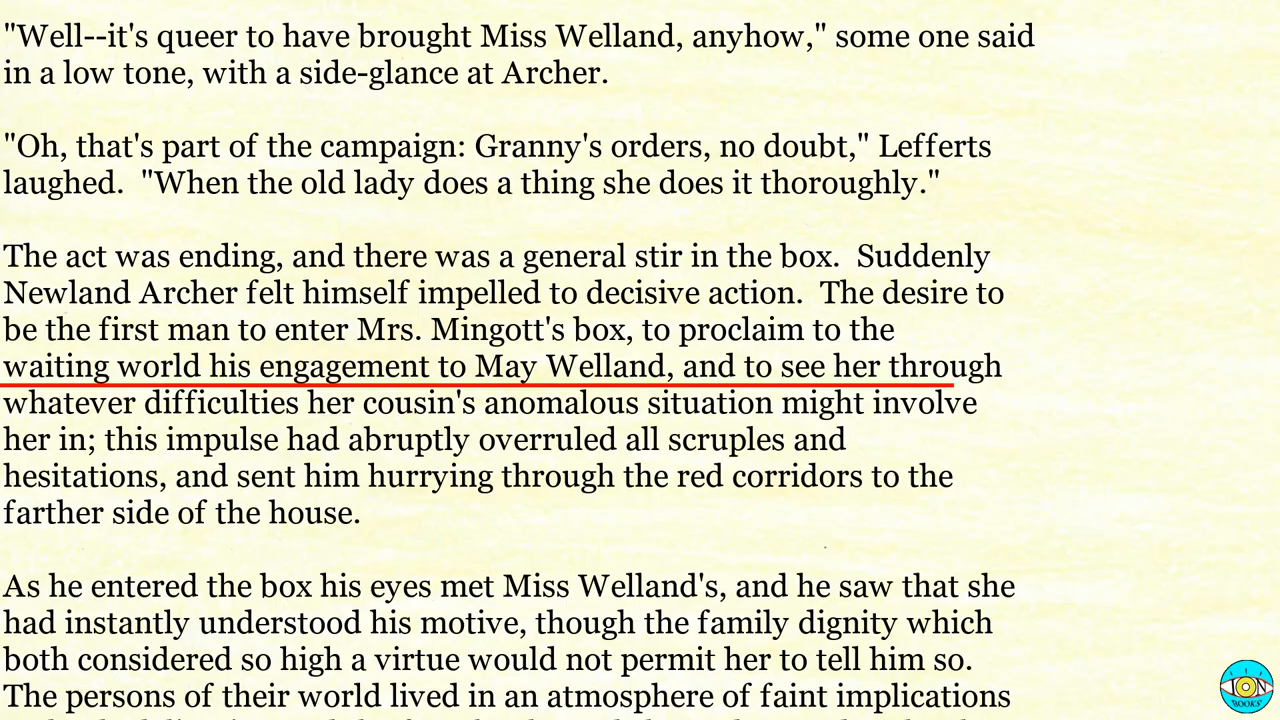 "Well--it's queer to have brought Miss Welland, anyhow," some one said
in a low tone, with a side-glance at Archer.
"Oh, that's part of the campaign: Granny's orders, no doubt," Lefferts
laughed.  "When the old lady does a thing she does it thoroughly."
The act was ending, and there was a general stir in the box.  Suddenly
Newland Archer felt himself impelled to decisive action.  The desire to
be the first man to enter Mrs. Mingott's box, to proclaim to the
waiting world his engagement to May Welland, and to see her through
whatever difficulties her cousin's anomalous situation might involve
her in; this impulse had abruptly overruled all scruples and
hesitations, and sent him hurrying through the red corridors to the
farther side of the house.
As he entered the box his eyes met Miss Welland's, and he saw that she
had instantly understood his motive, though the family dignity which
both considered so high a virtue would not permit her to tell him so.
The persons of their world lived in an atmosphere of faint implications
ION
BOOKS